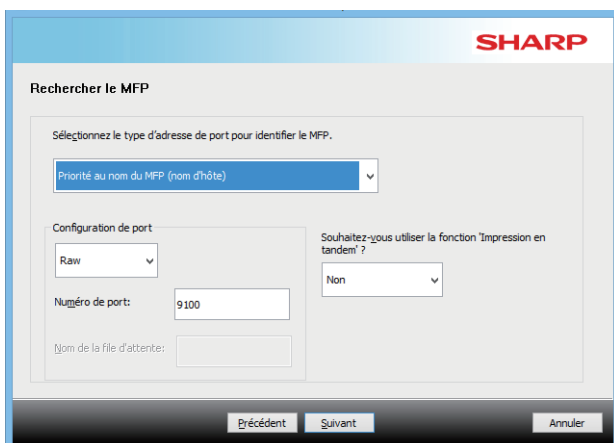 SHARP
Rechercher le MFP
Sélectionnez le type d'adresse de port pour identifier le MFP.
Priorité au nom du MFP (nom d'hôte)
Configuration de port
Raw
Numéro de port:
9100
Nom de la file d'attente:
Souhaitez-vous utiliser la fonction 'Impression en
tandem' ?
Non
Précédent
Suivant
Annuler